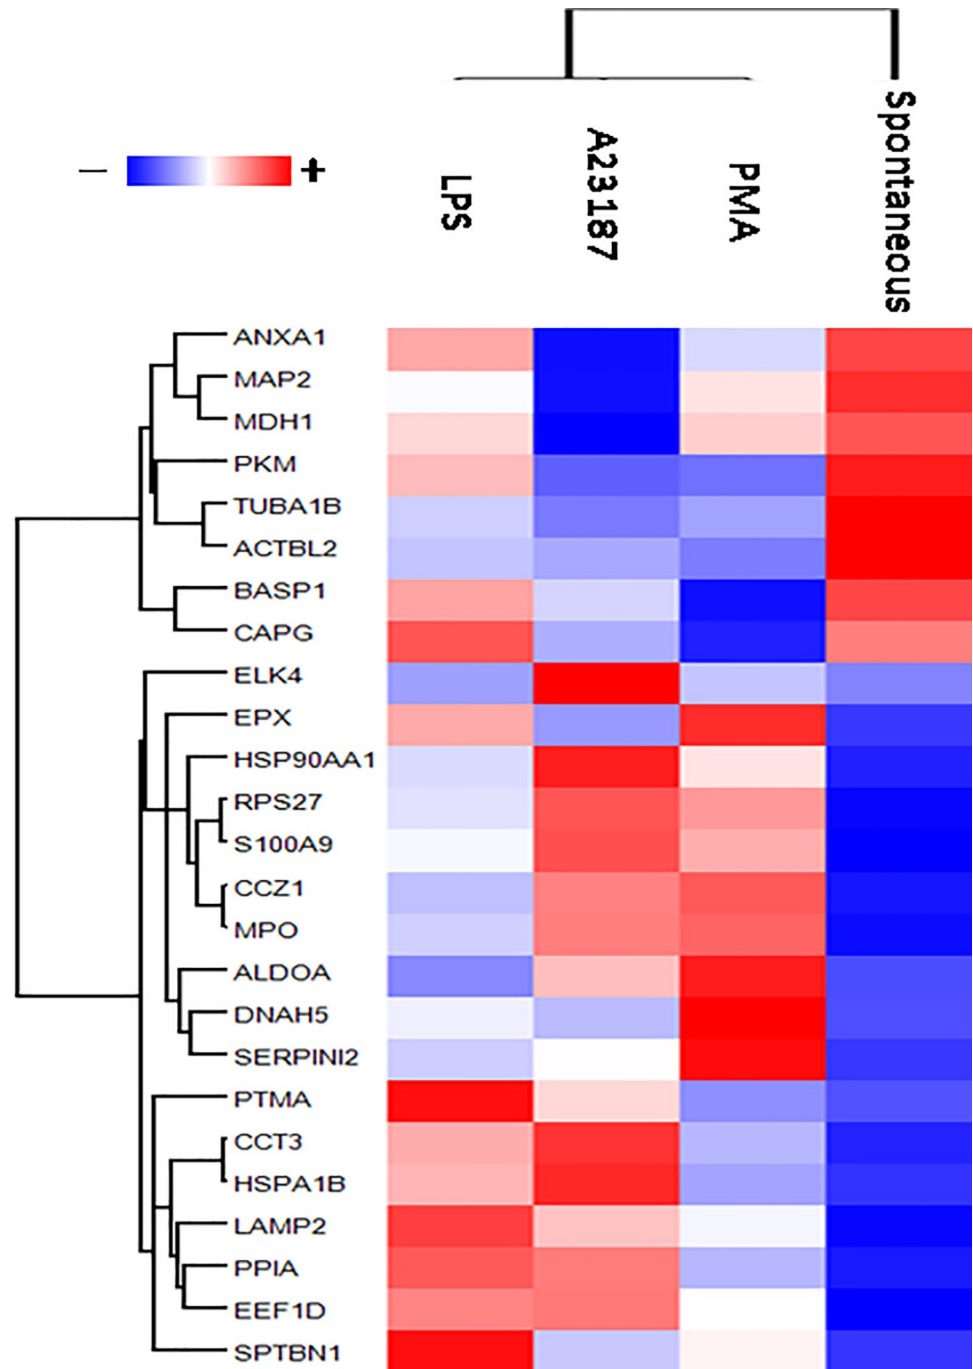 Spontaneous
A23187
PMA
LPS
− +
ANXA1
MAP2
MDH1
PKM
TUBA1B
ACTBL2
BASP1
CAPG
ELK4
EPX
HSP90AA1
RPS27
S100A9
CCZ1
MPO
ALDOA
DNAH5
SERPINI2
PTMA
CCT3
HSPA1B
LAMP2
PPIA
EEF1D
SPTBN1